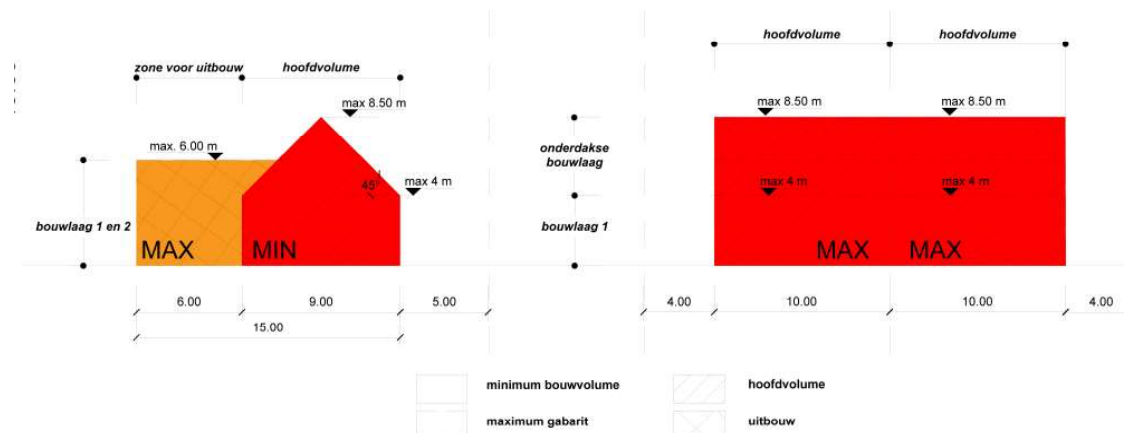 hoofdvolume
hoofdvolume
zone voor uitbouw
hoofdvolume
max 8.50 m
max 8.50 m
max 8.50 m
max. 6.00 m
onderdakse
bouwlaag
45°
max 4 m
max 4 m
max 4 m
bouwlaag 1 en 2
bouwlaag 1
MAX
MIN
MAX
MAX
6.00
9.00
5.00
4.00
10.00
10.00
4.00
15.00
minimum bouwvolume
hoofdvolume
maximum gabarit
uitbouw